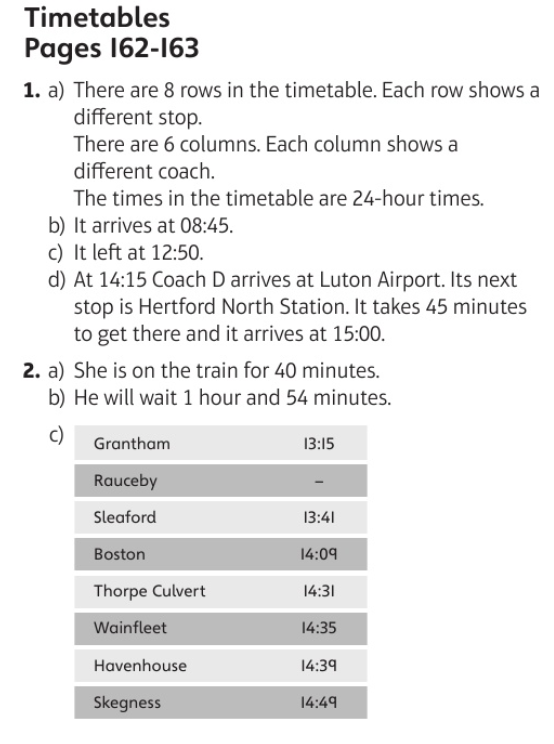 Timetables
Pages 162-163
1. a) There are 8 rows in the timetable. Each row shows a
different stop.
There are 6 columns. Each column shows a
different coach.
The times in the timetable are 24-hour times.
b) It arrives at 08:45.
c) It left at 12:50.
d) At 14:15 Coach D arrives at Luton Airport. Its next
stop is Hertford North Station. It takes 45 minutes
to get there and it arrives at 15:00.
2. a) She is on the train for 40 minutes.
b) He will wait 1 hour and 54 minutes.
c)
Grantham 13:15
Rauceby –
Sleaford 13:41
Boston 14:09
Thorpe Culvert 14:31
Wainfleet 14:35
Havenhouse 14:39
Skegness 14:49